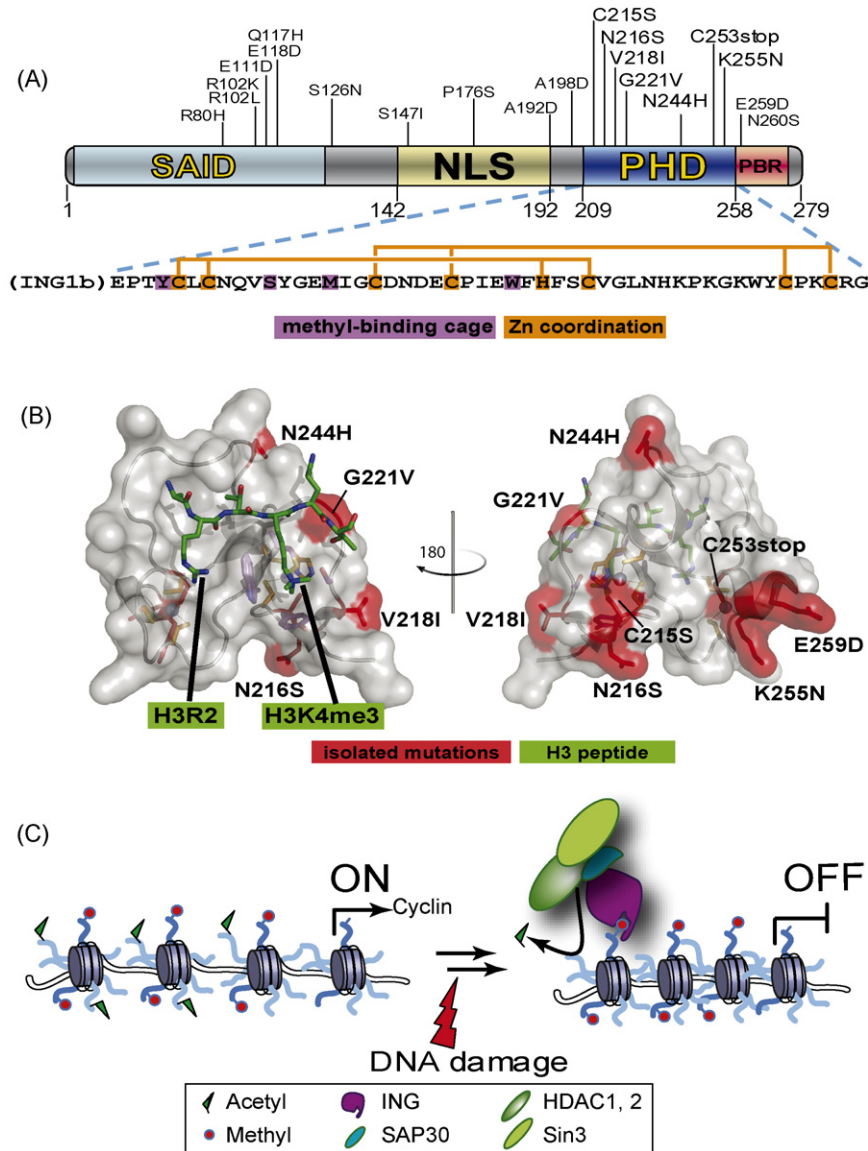 (A)
Q117H
E118D
E111D
R102K
R102L
R80H
S126N
S147I
P176S
A192D
A198D
C215S
N216S
V218I
G221V
N244H
C253stop
K255N
E259D
N260S
SAID
NLS
PHD
PBR
1
142
192
209
258
279
(ING1b)EPTYCLCNQVSYGEMIGCDNDECPIEWFHFSCVGLNHKPKGKWYCPKCRG
methyl-binding cage
Zn coordination
(B)
N244H
G221V
V218I
N216S
H3R2
H3K4me3
180
N244H
G221V
C253stop
V218I
C215S
E259D
N216S
K255N
isolated mutations
H3 peptide
(C)
ON
Cyclin
OFF
DNA damage
Acetyl
ING
HDAC1, 2
Methyl
SAP30
Sin3